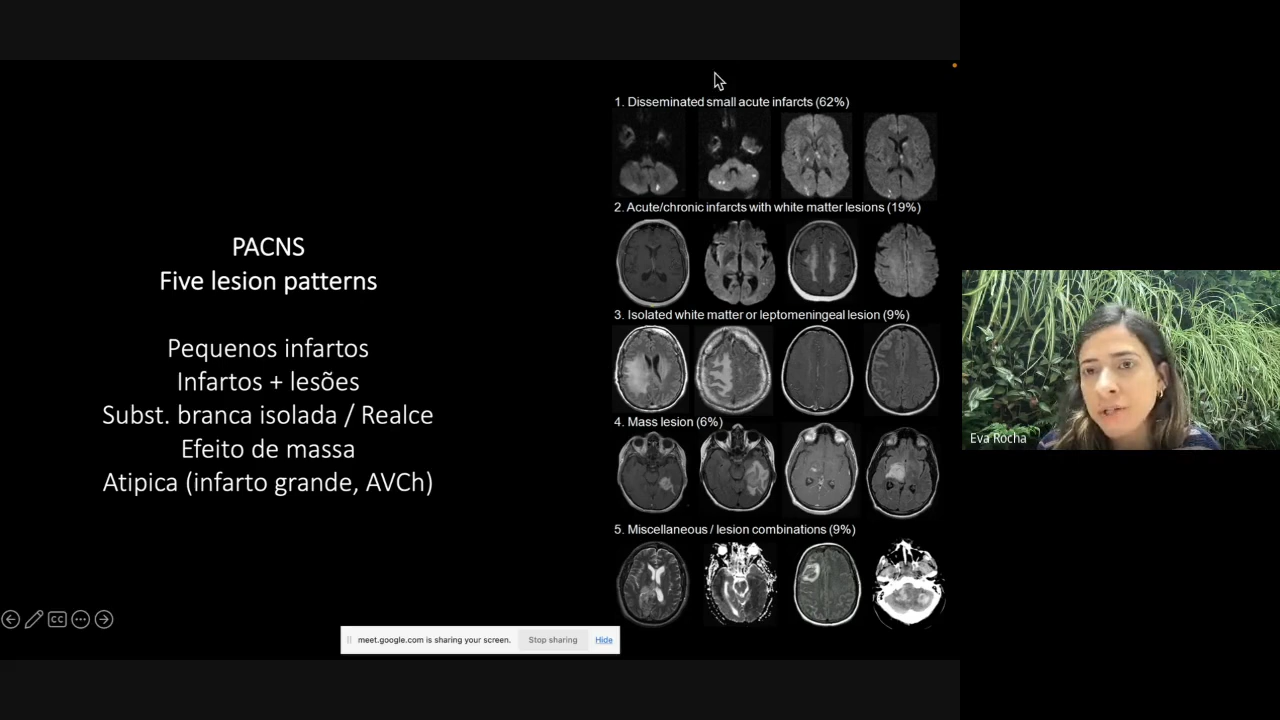 PACNS
Five lesion patterns
Pequenos infartos
Infartos + lesões
Subst. branca isolada / Realce
Efeito de massa
Atipica (infarto grande, AVCh)
1. Disseminated small acute infarcts (62%)
2. Acute/chronic infarcts with white matter lesions (19%)
3. Isolated white matter or leptomeningeal lesion (9%)
4. Mass lesion (6%)
5. Miscellaneous / lesion combinations (9%)
Eva Rocha
CC
meet.google.com is sharing your screen. Stop sharing Hide